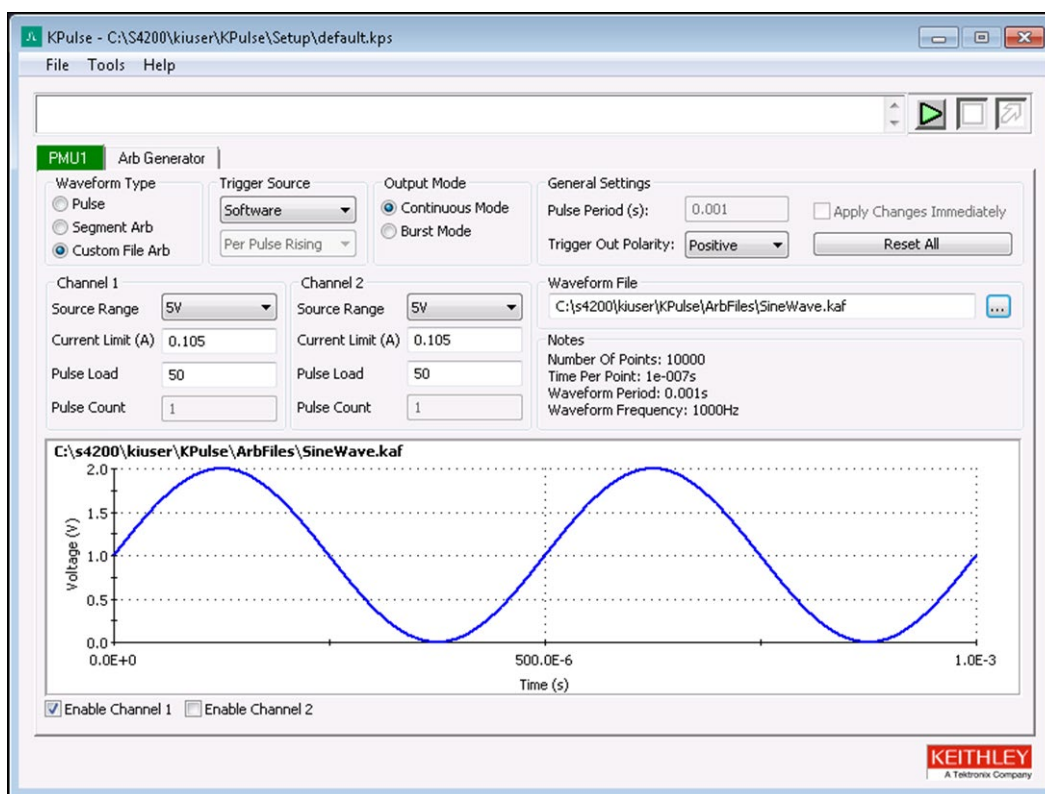 KPulse - C:\S4200\kiuser\KPulse\Setup\default.kps
File Tools Help
PMU1 Arb Generator
Waveform Type
Pulse
Segment Arb
Custom File Arb
Trigger Source
Software
Per Pulse Rising
Output Mode
Continuous Mode
Burst Mode
General Settings
Pulse Period (s): 0.001
Apply Changes Immediately
Trigger Out Polarity: Positive
Reset All
Channel 1
Source Range 5V
Current Limit (A) 0.105
Pulse Load 50
Pulse Count 1
Channel 2
Source Range 5V
Current Limit (A) 0.105
Pulse Load 50
Pulse Count 1
Waveform File
C:\s4200\kiuser\KPulse\ArbFiles\SineWave.kaf ...
Notes
Number Of Points: 10000
Time Per Point: 1e-007s
Waveform Period: 0.001s
Waveform Frequency: 1000Hz
C:\s4200\kiuser\KPulse\ArbFiles\SineWave.kaf
Voltage (V)
2.0
1.5
1.0
0.5
0.0
0.0E+0 500.0E-6 1.0E-3
Time (s)
Enable Channel 1 Enable Channel 2
KEITHLEY
A Tektronix Company